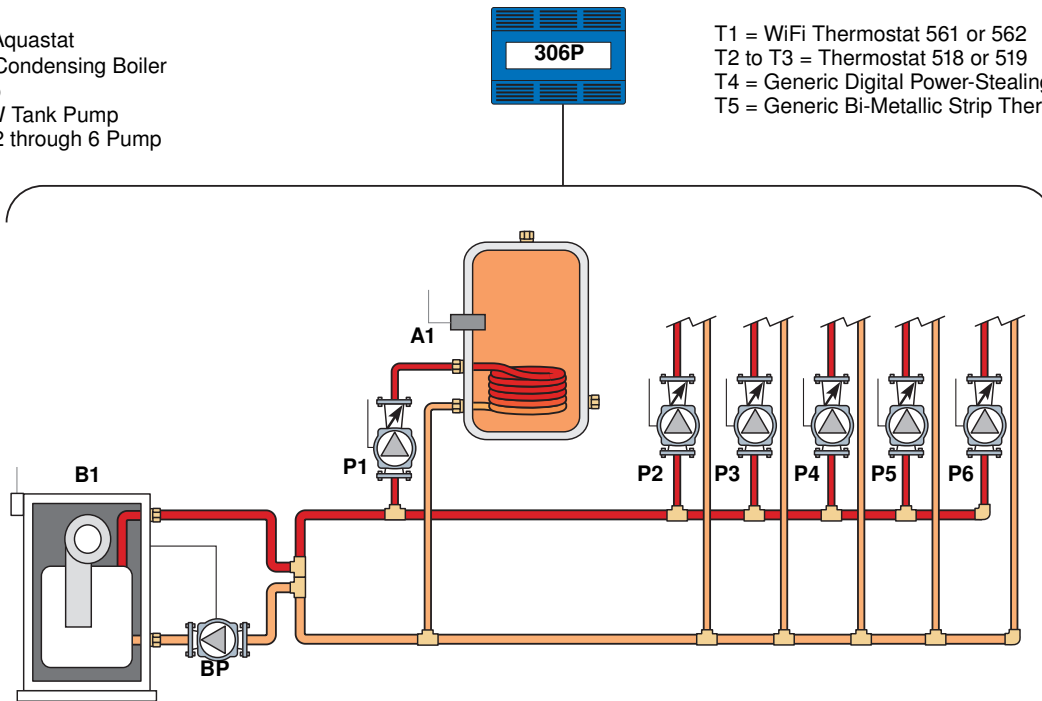 Aquastat
Condensing Boiler
Tank Pump
through 6 Pump
306P
T1 = WiFi Thermostat 561 or 562
T2 to T3 = Thermostat 518 or 519
T4 = Generic Digital Power-Stealing
T5 = Generic Bi-Metallic Strip
A1
P1
P2
P3
P4
P5
P6
B1
BP